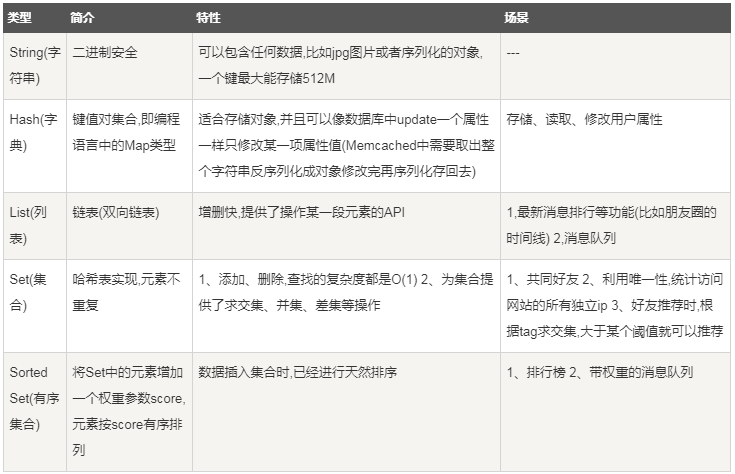 类型 简介 特性 场景
String(字 二进制安全 可以包含任何数据,比如jpg图片或者序列化的对象, ---
符串) 一个键最大能存储512M
Hash(字 键值对集合,即编程 适合存储对象,并且可以像数据库中update一个属性 存储、读取、修改用户属性
典) 语言中的Map类型 一样只修改某一项属性值(Memcached中需要取出整
个字符串反序列化成对象修改完再序列化存回去)
List(列 链表(双向链表) 增删快,提供了操作某一段元素的API 1,最新消息排行等功能(比如朋友圈的
表) 时间线) 2,消息队列
Set(集 哈希表实现,元素不 1、添加、删除,查找的复杂度都是O(1) 2、为集合提 1、共同好友 2、利用唯一性,统计访问
合) 重复 供了求交集、并集、差集等操作 网站的所有独立ip 3、好友推荐时,根
据tag求交集,大于某个阈值就可以推荐
Sorted 将Set中的元素增加 数据插入集合时,已经进行天然排序 1、排行榜 2、带权重的消息队列
Set(有序 一个权重参数score,
集合) 元素按score有序排
列